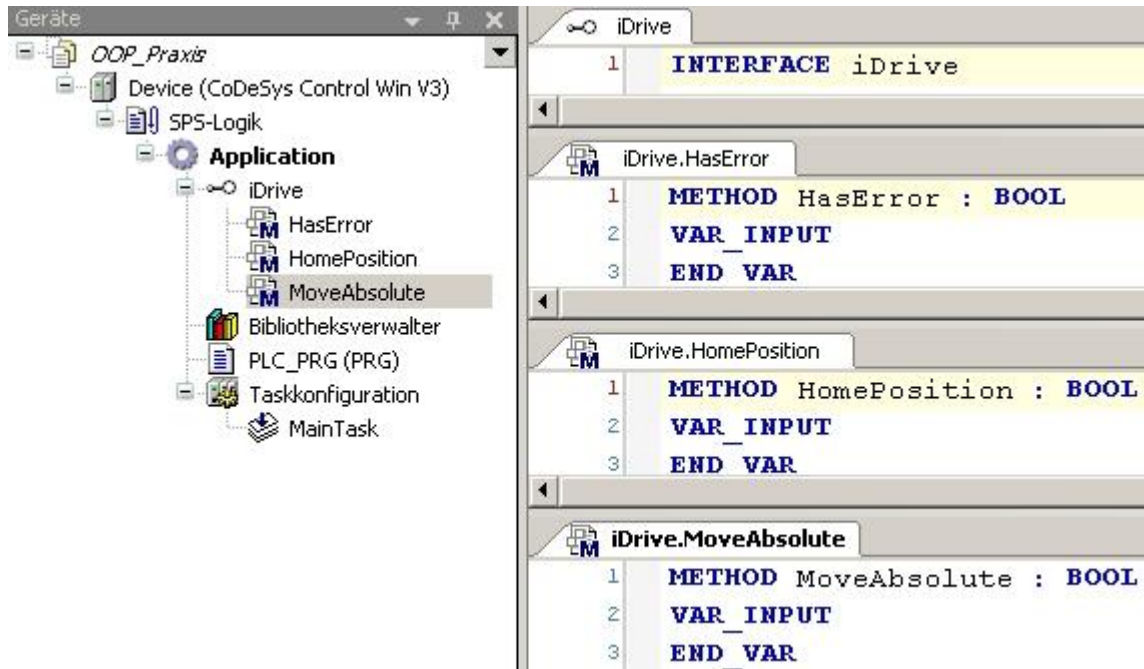 Geräte
OOP_Praxis
Device (CoDeSys Control Win V3)
SPS-Logik
Application
iDrive
HasError
HomePosition
MoveAbsolute
Bibliotheksverwalter
PLC_PRG (PRG)
Taskkonfiguration
MainTask
iDrive
1 INTERFACE iDrive
iDrive.HasError
1 METHOD HasError : BOOL
2 VAR_INPUT
3 END_VAR
iDrive.HomePosition
1 METHOD HomePosition : BOOL
2 VAR_INPUT
3 END_VAR
iDrive.MoveAbsolute
1 METHOD MoveAbsolute : BOOL
2 VAR_INPUT
3 END_VAR